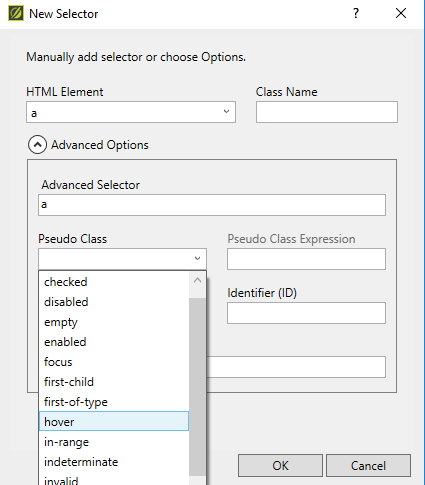 New Selector
?
Manually add selector or choose Options.
HTML Element
Class Name
a
Advanced Options
Advanced Selector
a
Pseudo Class
Pseudo Class Expression
checked
disabled
Identifier (ID)
empty
enabled
focus
first-child
first-of-type
hover
in-range
indeterminate
invalid
OK
Cancel